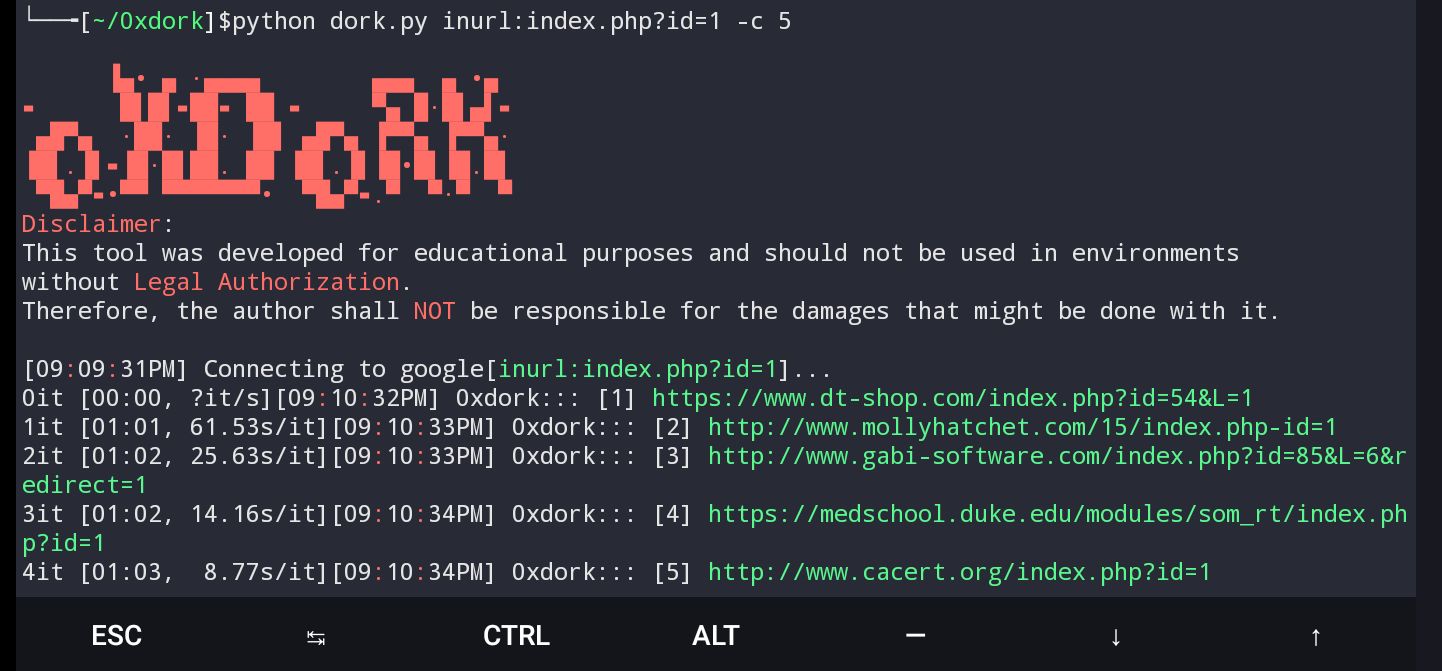 └──╼[~/0xdork]$python dork.py inurl:index.php?id=1 -c 5
oXDoRK
Disclaimer:
This tool was developed for educational purposes and should not be used in environments
without Legal Authorization.
Therefore, the author shall NOT be responsible for the damages that might be done with it.
[09:09:31PM] Connecting to google[inurl:index.php?id=1]...
0it [00:00, ?it/s][09:10:32PM] 0xdork::: [1] https://www.dt-shop.com/index.php?id=54&L=1
1it [01:01, 61.53s/it][09:10:33PM] 0xdork::: [2] http://www.mollyhatchet.com/15/index.php-id=1
2it [01:02, 25.63s/it][09:10:33PM] 0xdork::: [3] http://www.gabi-software.com/index.php?id=85&L=6&r
edirect=1
3it [01:02, 14.16s/it][09:10:34PM] 0xdork::: [4] https://medschool.duke.edu/modules/som_rt/index.ph
p?id=1
4it [01:03,  8.77s/it][09:10:34PM] 0xdork::: [5] http://www.cacert.org/index.php?id=1
ESC ↹ CTRL ALT — ↓ ↑